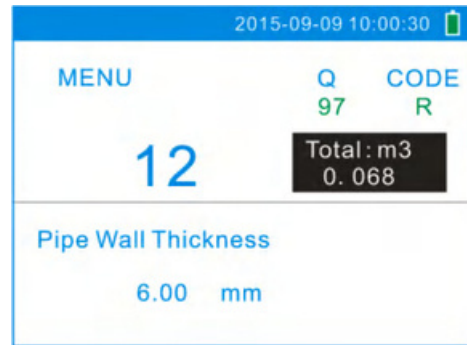 2015-09-09 10:00:30
MENU Q CODE
97 R
12 Total: m3
0.068
Pipe Wall Thickness
6.00 mm